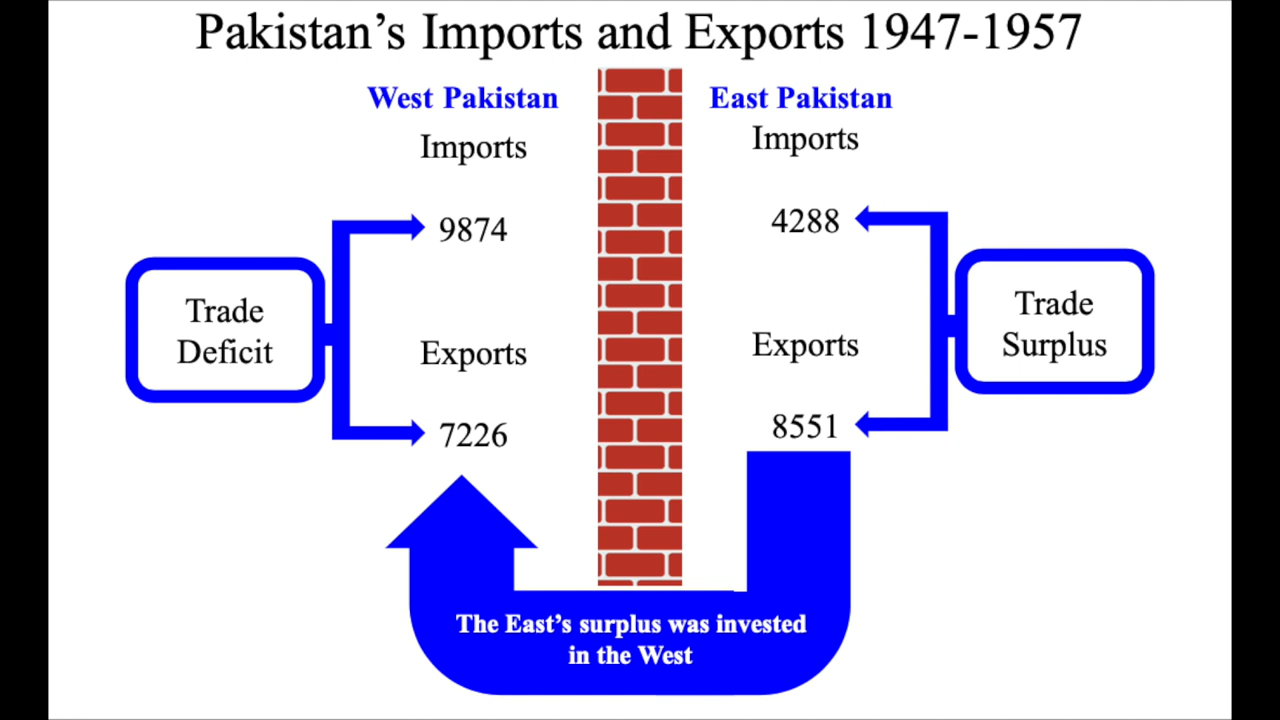 Pakistan’s Imports and Exports 1947-1957
West Pakistan
Imports
9874
Trade
Deficit
Exports
7226
East Pakistan
Imports
4288
Trade
Surplus
Exports
8551
The East’s surplus was invested
in the West